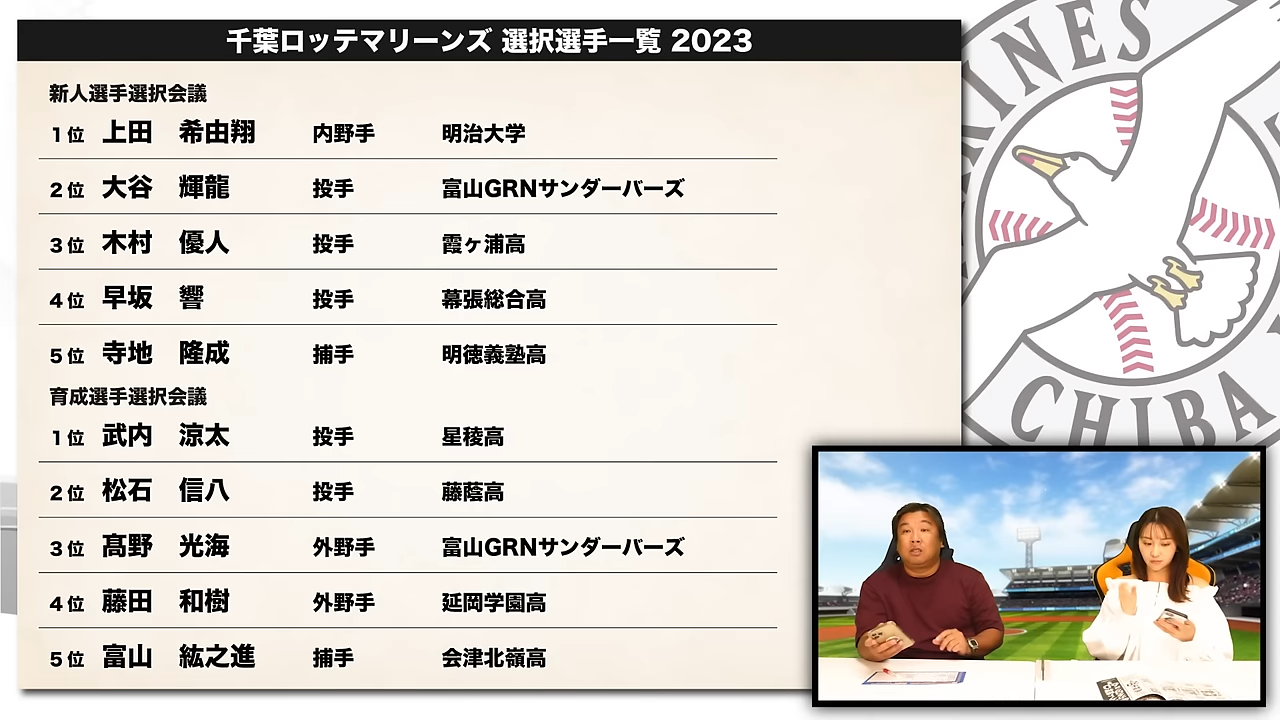 千葉ロッテマリーンズ 選択選手一覧 2023
新人選手選択会議
1位 上田 希由翔 内野手 明治大学
2位 大谷 輝龍 投手 富山GRNサンダーバーズ
3位 木村 優人 投手 霞ヶ浦高
4位 早坂 響 投手 幕張総合高
5位 寺地 隆成 捕手 明徳義塾高
育成選手選択会議
1位 武内 涼太 投手 星稜高
2位 松石 信八 投手 藤蔭高
3位 髙野 光海 外野手 富山GRNサンダーバーズ
4位 藤田 和樹 外野手 延岡学園高
5位 富山 紘之進 捕手 会津北嶺高
INES
CHIBA